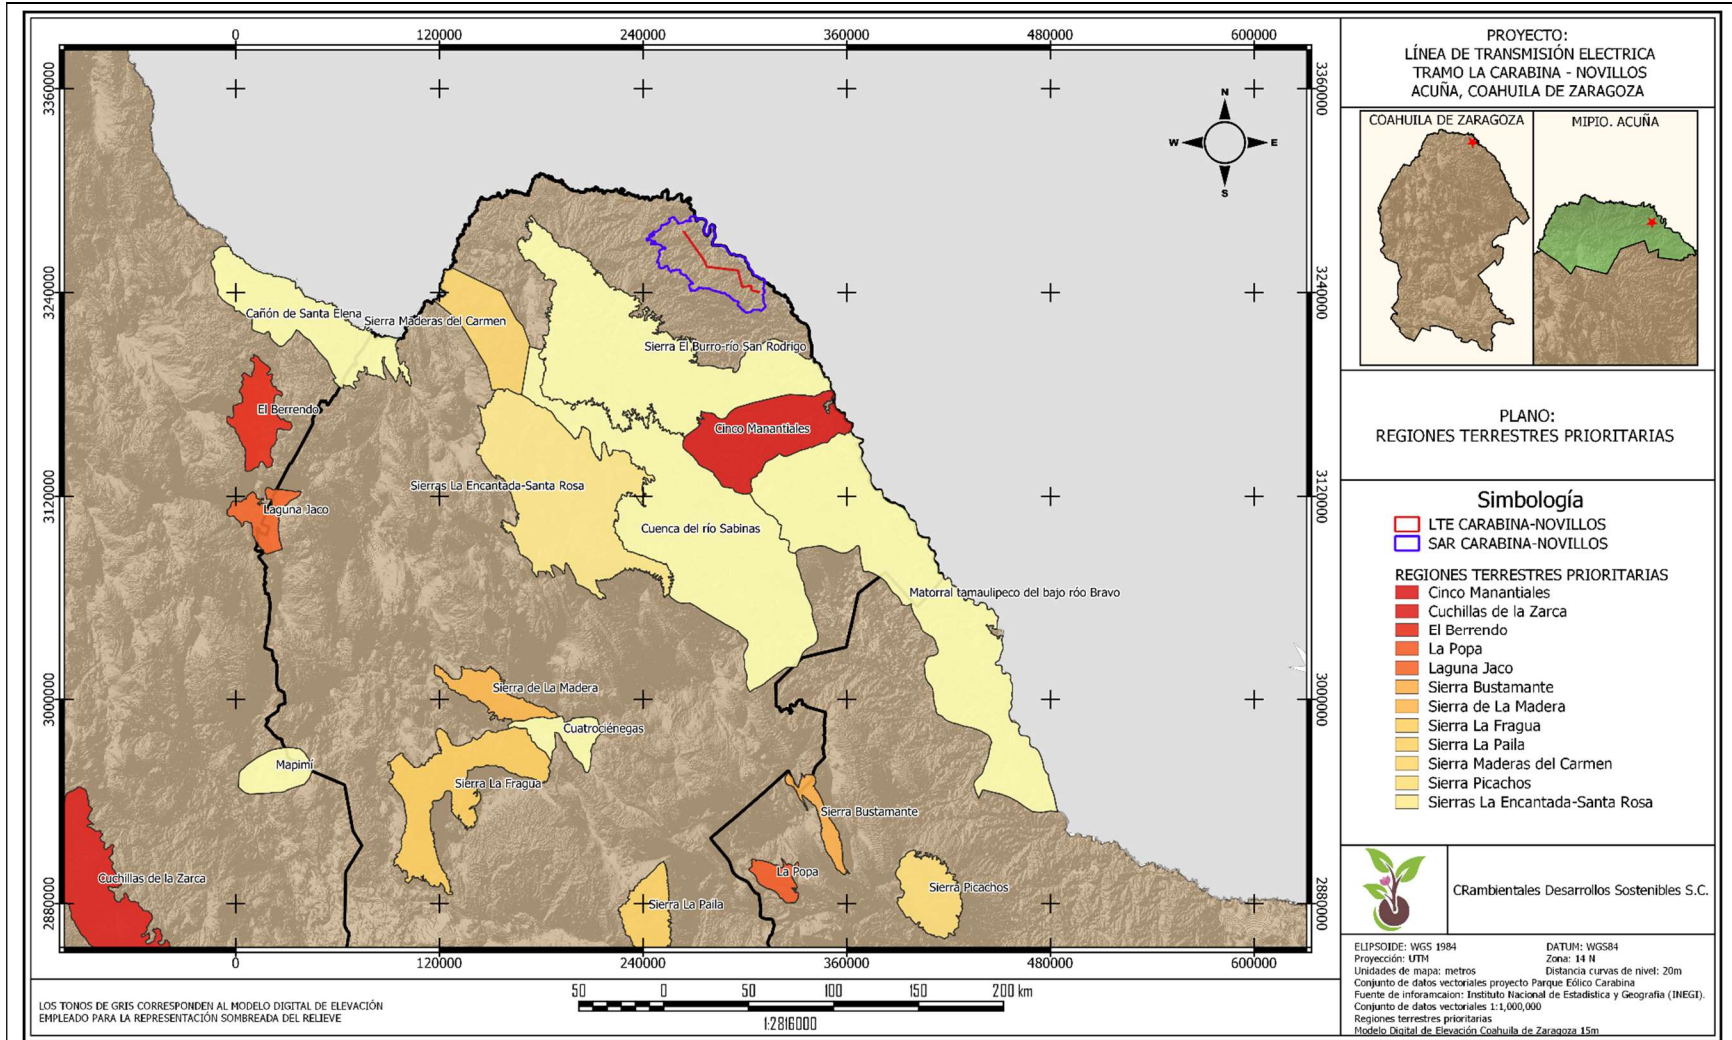 0 120000 240000 360000 480000 600000
3360000 3360000
3240000 3240000
3120000 3120000
3000000 3000000
2880000 2880000
0 120000 240000 360000 480000 600000
N
W E
S
Cañón de Santa Elena
Sierra Maderas del Carmen
Sierra El Burro-río San Rodrigo
El Berrendo
Cinco Manantiales
Sierras La Encantada-Santa Rosa
Laguna Jaco
Cuenca del río Sabinas
Matorral tamaulipeco del bajo róo Bravo
Sierra de La Madera
Cuatrociénegas
Mapimí
Sierra La Fragua
Sierra Bustamante
Cuchillas de la Zarca
La Popa
Sierra Picachos
Sierra La Paila
LOS TONOS DE GRIS CORRESPONDEN AL MODELO DIGITAL DE ELEVACIÓN
EMPLEADO PARA LA REPRESENTACIÓN SOMBREADA DEL RELIEVE
50 0 50 100 150 200 km
1:2816000
PROYECTO:
LÍNEA DE TRANSMISIÓN ELECTRICA
TRAMO LA CARABINA - NOVILLOS
ACUÑA, COAHUILA DE ZARAGOZA
COAHUILA DE ZARAGOZA
MIPIO. ACUÑA
PLANO:
REGIONES TERRESTRES PRIORITARIAS
Simbología
LTE CARABINA-NOVILLOS
SAR CARABINA-NOVILLOS
REGIONES TERRESTRES PRIORITARIAS
Cinco Manantiales
Cuchillas de la Zarca
El Berrendo
La Popa
Laguna Jaco
Sierra Bustamante
Sierra de La Madera
Sierra La Fragua
Sierra La Paila
Sierra Maderas del Carmen
Sierra Picachos
Sierras La Encantada-Santa Rosa
CRambientales Desarrollos Sostenibles S.C.
ELIPSOIDE: WGS 1984 DATUM: WGS84
Proyección: UTM Zona: 14 N
Unidades de mapa: metros Distancia curvas de nivel: 20m
Conjunto de datos vectoriales proyecto Parque Eólico Carabina
Fuente de inforamcaion: Instituto Nacional de Estadistica y Geografia (INEGI).
Conjunto de datos vectoriales 1:1,000,000
Regiones terrestres prioritarias
Modelo Digital de Elevación Coahuila de Zaragoza 15m